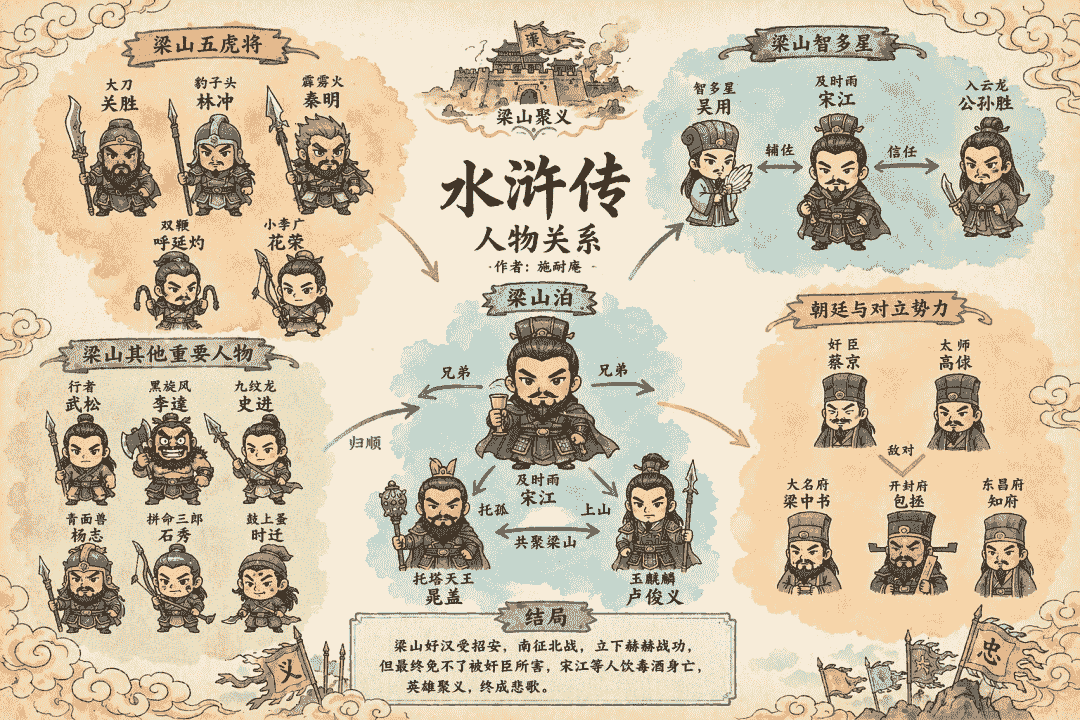 梁山五虎将
大刀
关胜
豹子头
林冲
霹雳火
秦明
双鞭
呼延灼
小李广
花荣
梁
梁山聚义
水浒传
人物关系
·作者：施耐庵·
梁山智多星
智多星
吴用
辅佐
及时雨
宋江
信任
入云龙
公孙胜
梁山其他重要人物
行者
武松
黑旋风
李逵
九纹龙
史进
青面兽
杨志
拼命三郎
石秀
鼓上蚤
时迁
归顺
梁山泊
兄弟
兄弟
及时雨
宋江
托孤
上山
共聚梁山
托塔天王
晁盖
玉麒麟
卢俊义
朝廷与对立势力
奸臣
蔡京
太师
高俅
敌对
大名府
梁中书
开封府
包拯
东昌府
知府
结局
梁山好汉受招安，南征北战，立下赫赫战功，
但最终免不了被奸臣所害，宋江等人饮毒酒身亡，
英雄聚义，终成悲歌。
义
忠